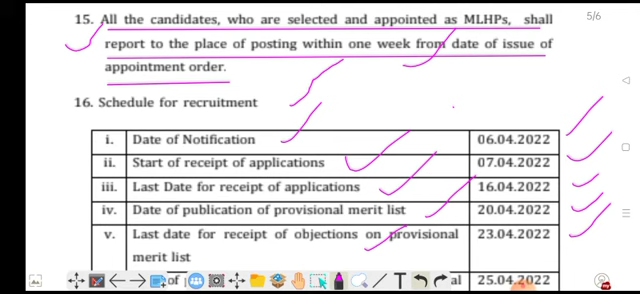 15. All the candidates, who are selected and appointed as MLHPs, shall
5/6
report to the place of posting within one week from date of issue of
appointment order.
16. Schedule for recruitment
i. Date of Notification 06.04.2022
ii. Start of receipt of applications 07.04.2022
iii. Last Date for receipt of applications 16.04.2022
iv. Date of publication of provisional merit list 20.04.2022
v. Last date for receipt of objections on provisional 23.04.2022
merit list
of al 25.04.2022